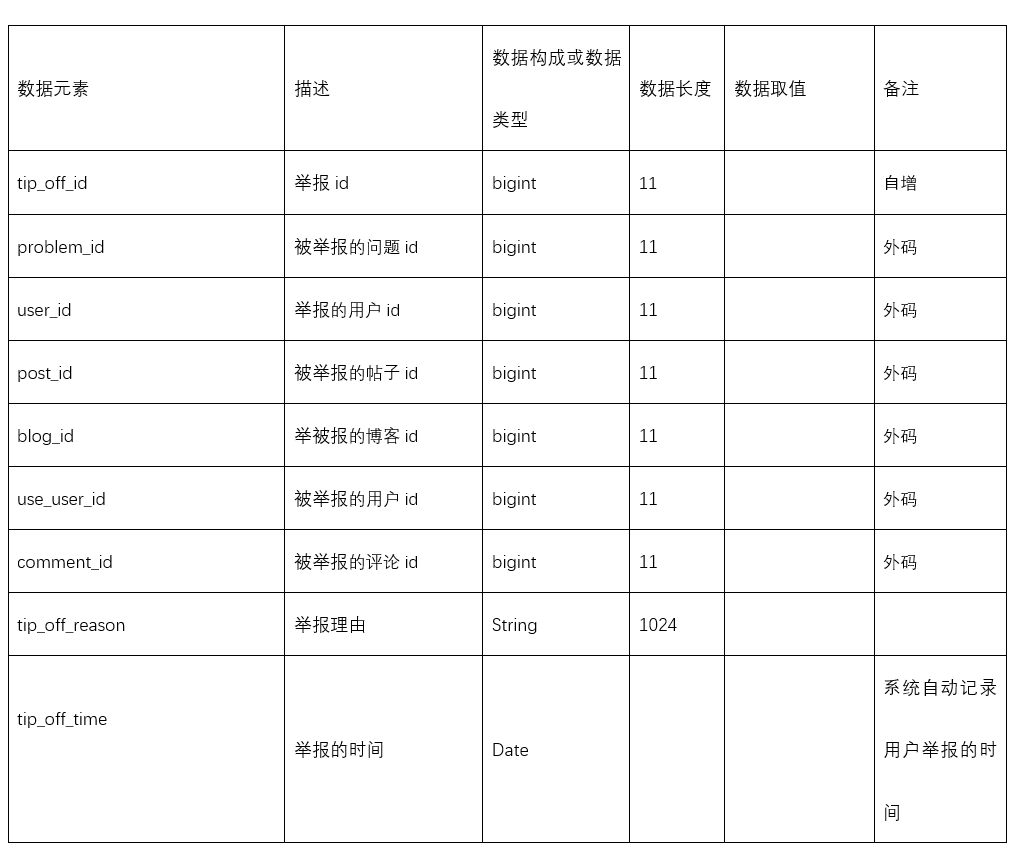 数据元素 描述 数据构成或数据类型 数据长度 数据取值 备注
tip_off_id 举报 id bigint 11 自增
problem_id 被举报的问题 id bigint 11 外码
user_id 举报的用户 id bigint 11 外码
post_id 被举报的帖子 id bigint 11 外码
blog_id 举被报的博客 id bigint 11 外码
use_user_id 被举报的用户 id bigint 11 外码
comment_id 被举报的评论 id bigint 11 外码
tip_off_reason 举报理由 String 1024
tip_off_time 举报的时间 Date 系统自动记录用户举报的时间